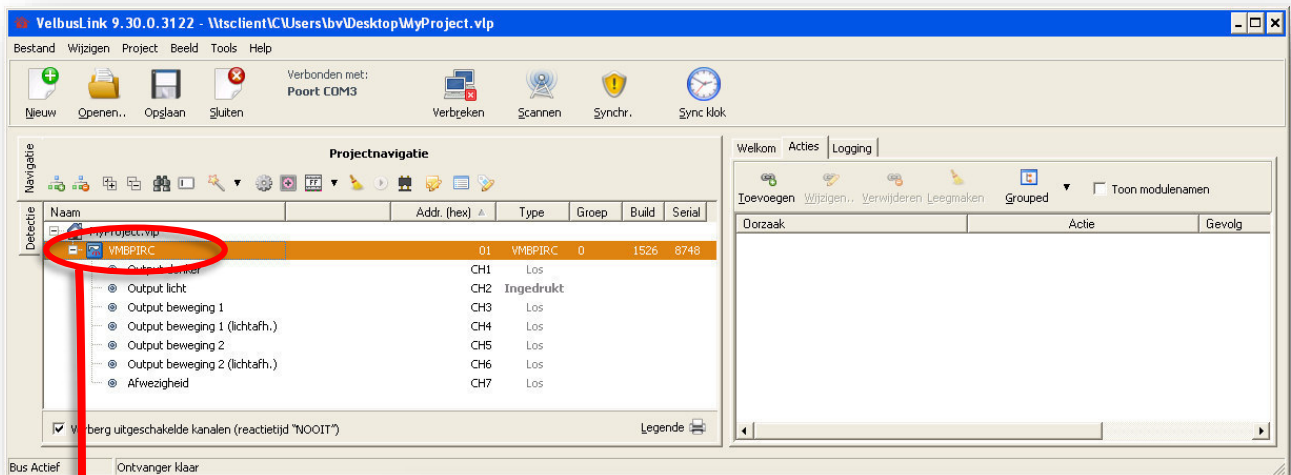 VelbusLink 9.30.0.3122 - \\tsclient\C\Users\bv\Desktop\MyProject.vlp
Bestand Wijzigen Project Beeld Tools Help
Nieuw Openen.. Opslaan Sluiten
Verbonden met:
Poort COM3
Verbreken Scannen Synchr. Sync klok
Navigatie
Detectie
Projectnavigatie
Naam Addr. (hex) Type Groep Build Serial
MyProject.vlp
VMBPIRC 01 VMBPIRC 0 1526 8748
Output donker CH1 Los
Output licht CH2 Ingedrukt
Output beweging 1 CH3 Los
Output beweging 1 (lichtafh.) CH4 Los
Output beweging 2 CH5 Los
Output beweging 2 (lichtafh.) CH6 Los
Afwezigheid CH7 Los
Verberg uitgeschakelde kanalen (reactietijd "NOOIT") Legende
Welkom Acties Logging
Toevoegen Wijzigen.. Verwijderen Leegmaken Grouped Toon modulenamen
Oorzaak Actie Gevolg
Bus Actief Ontvanger klaar